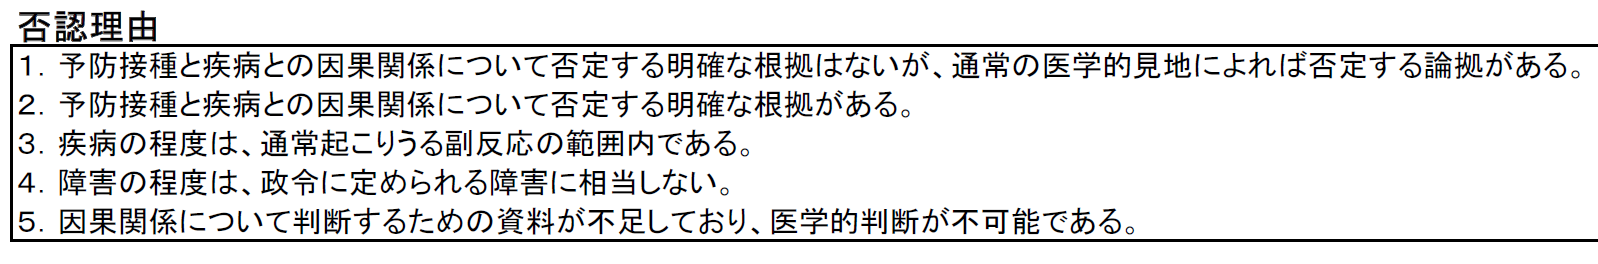 否認理由
1. 予防接種と疾病との因果関係について否定する明確な根拠はないが、通常の医学的見地によれば否定する論拠がある。
2. 予防接種と疾病との因果関係について否定する明確な根拠がある。
3. 疾病の程度は、通常起こりうる副反応の範囲内である。
4. 障害の程度は、政令に定められる障害に相当しない。
5. 因果関係について判断するための資料が不足しており、医学的判断が不可能である。